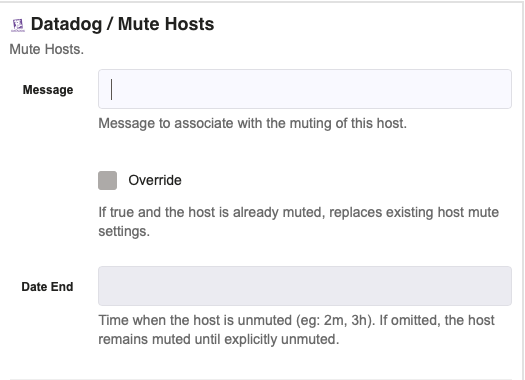 Datadog / Mute Hosts
Mute Hosts.
Message
Message to associate with the muting of this host.
Override
If true and the host is already muted, replaces existing host mute
settings.
Date End
Time when the host is unmuted (eg: 2m, 3h). If omitted, the host
remains muted until explicitly unmuted.